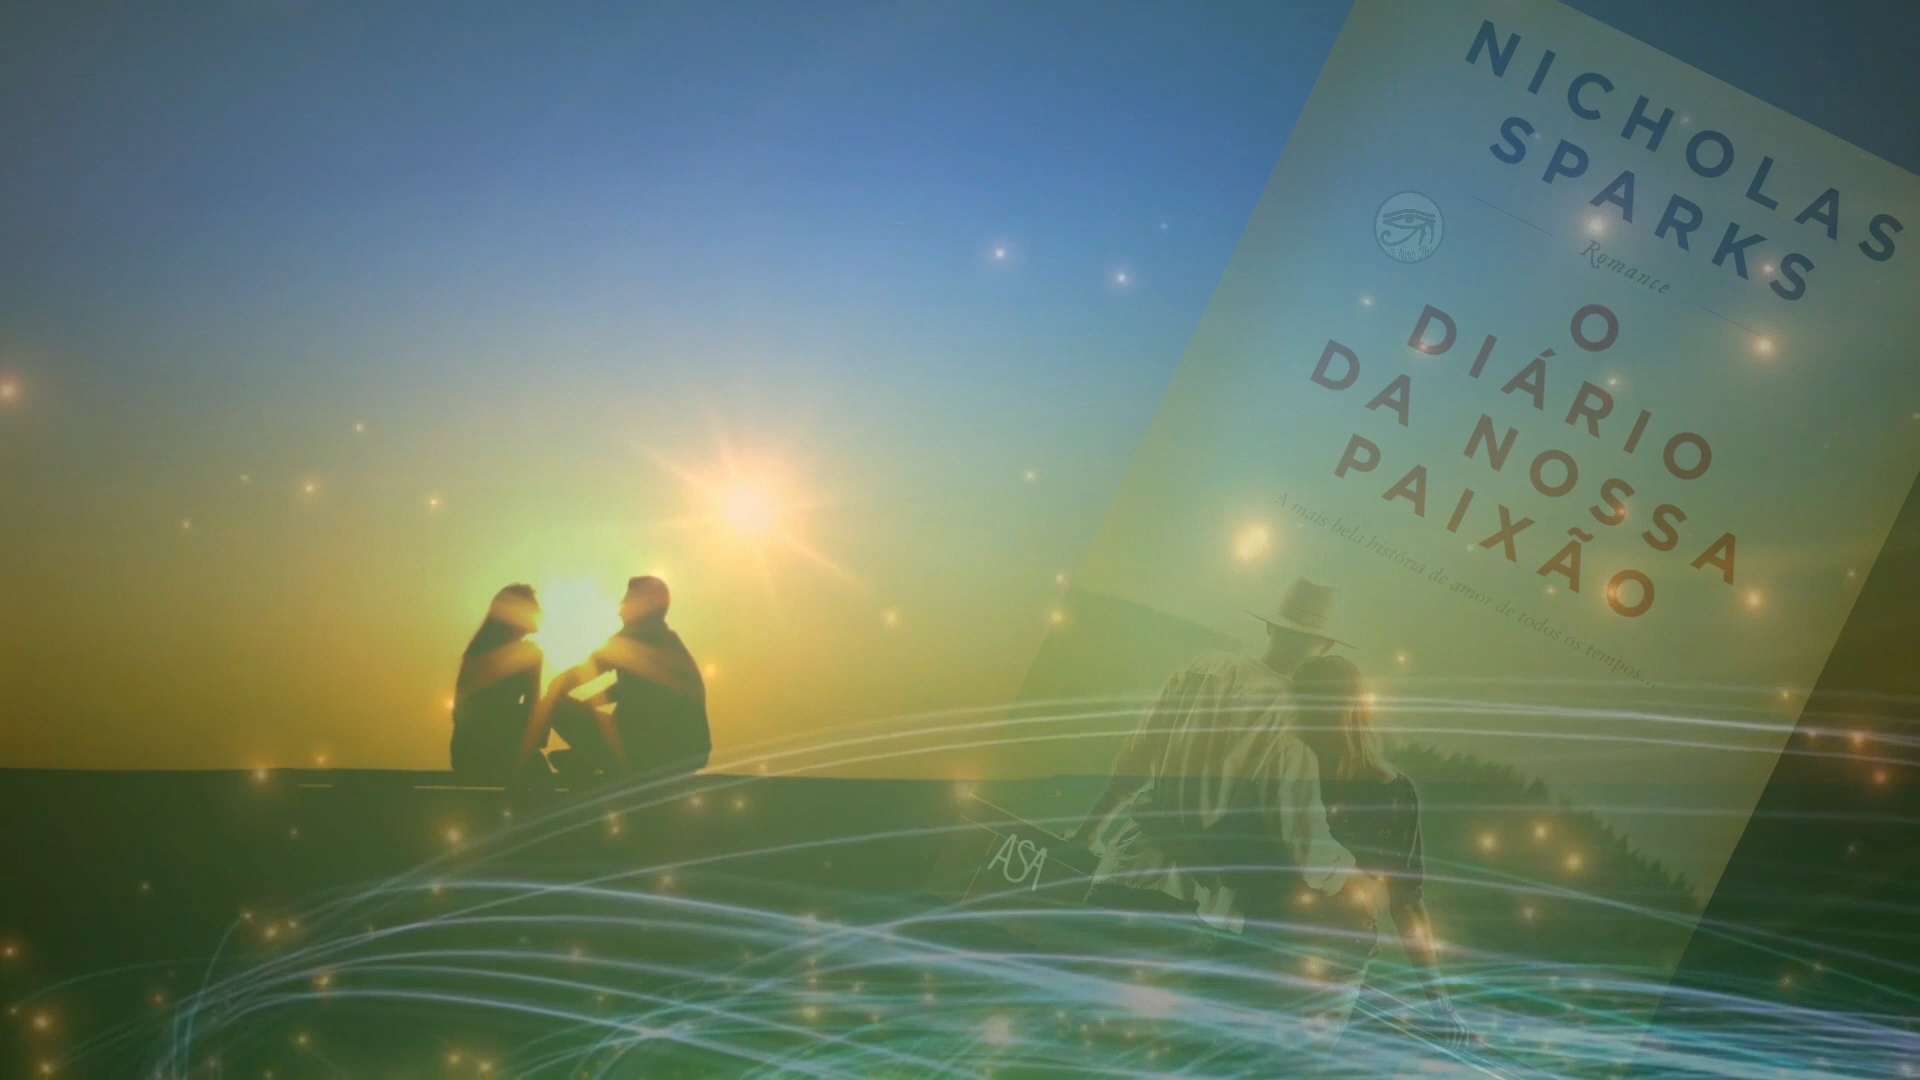 NICHOLAS
SPARKS
Romance
O
DIÁRIO
DA NOSSA
PAIXÃO
A mais bela história de amor de todos os tempos...
ASA